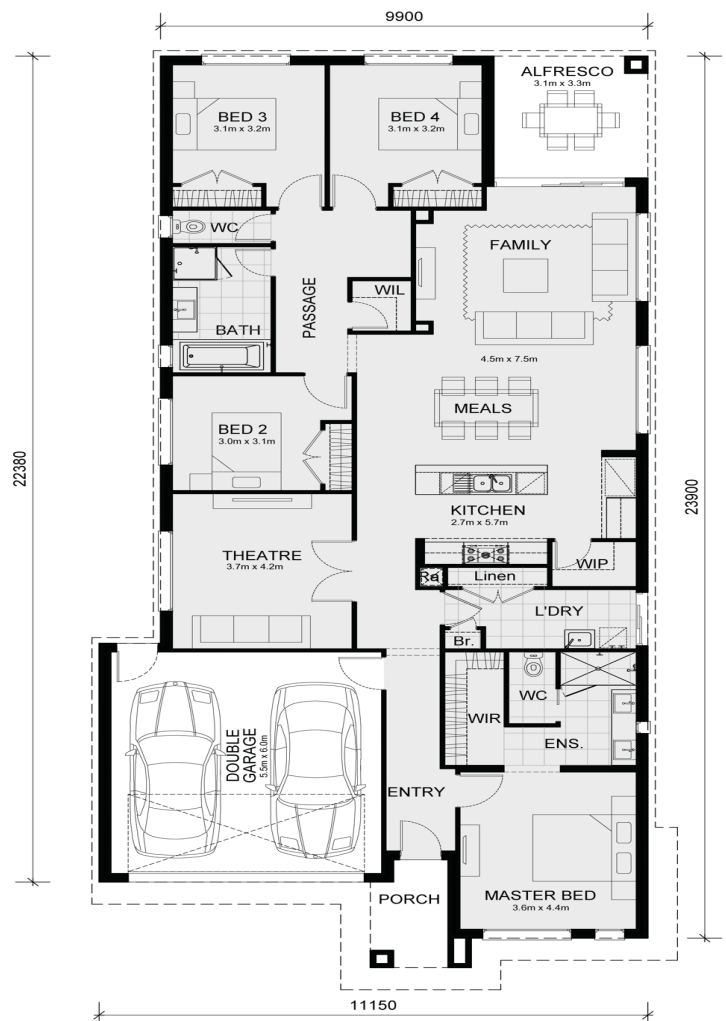 9900
ALFRESCO
3.1m x 3.3m
BED 3
3.1m x 3.2m
BED 4
3.1m x 3.2m
WC
FAMILY
WIL
PASSAGE
BATH
4.5m x 7.5m
MEALS
BED 2
3.0m x 3.1m
22380
23900
KITCHEN
2.7m x 5.7m
THEATRE
3.7m x 4.2m
WIP
Ra
Linen
L'DRY
Br.
WC
WIR
ENS.
DOUBLE
GARAGE
5.5m x 6.0m
ENTRY
PORCH
MASTER BED
3.6m x 4.4m
11150